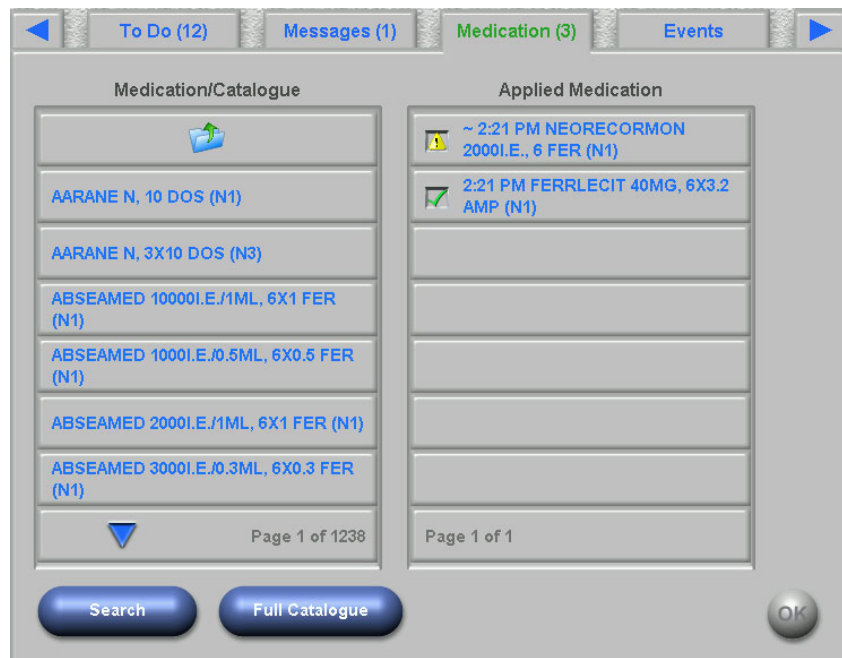 To Do (12)
Messages (1)
Medication (3)
Events
Medication/Catalogue
Applied Medication
AARANE N, 10 DOS (N1)
AARANE N, 3X10 DOS (N3)
ABSEAMED 10000I.E./1ML, 6X1 FER
(N1)
ABSEAMED 1000I.E./0.5ML, 6X0.5 FER
(N1)
ABSEAMED 2000I.E./1ML, 6X1 FER (N1)
ABSEAMED 3000I.E./0.3ML, 6X0.3 FER
(N1)
Page 1 of 1238
~ 2:21 PM NEORECORMON
2000I.E., 6 FER (N1)
2:21 PM FERRLECIT 40MG, 6X3.2
AMP (N1)
Page 1 of 1
Search
Full Catalogue
OK